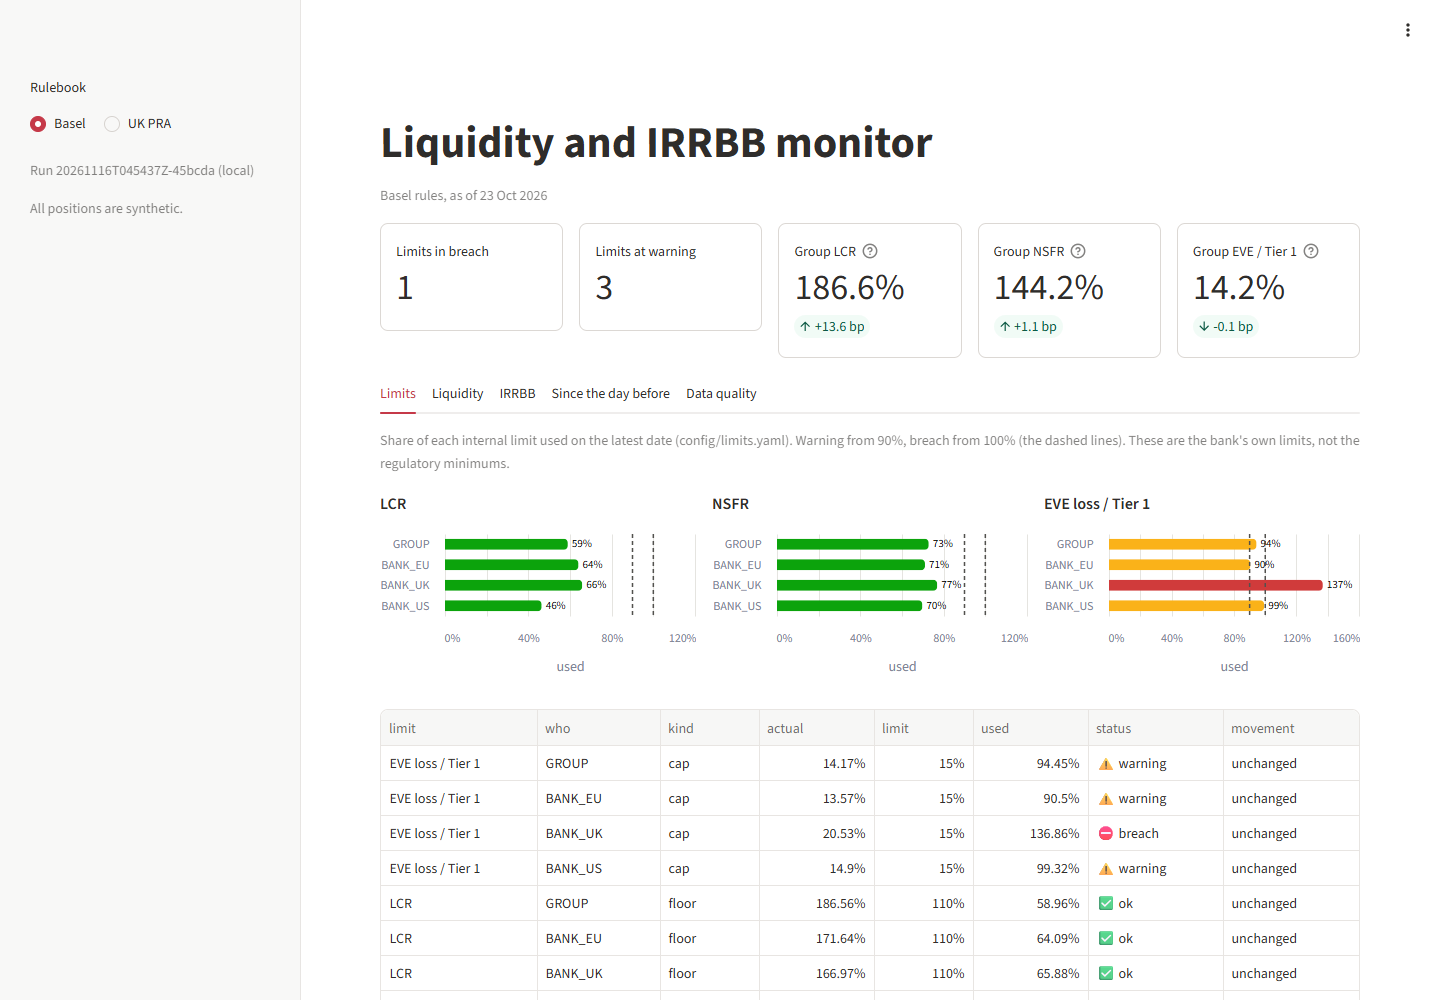 Rulebook
Basel UK PRA
Run 20261116T045437Z-45bcda (local)
All positions are synthetic.
Liquidity and IRRBB monitor
Basel rules, as of 23 Oct 2026
Limits in breach
1
Limits at warning
3
Group LCR
186.6%
+13.6 bp
Group NSFR
144.2%
+1.1 bp
Group EVE / Tier 1
14.2%
-0.1 bp
Limits Liquidity IRRBB Since the day before Data quality
Share of each internal limit used on the latest date (config/limits.yaml). Warning from 90%, breach from 100% (the dashed lines). These are the bank's own limits, not the
regulatory minimums.
LCR
GROUP 59%
BANK_EU 64%
BANK_UK 66%
BANK_US 46%
0% 40% 80% 120%
used
NSFR
GROUP 73%
BANK_EU 71%
BANK_UK 77%
BANK_US 70%
0% 40% 80% 120%
used
EVE loss / Tier 1
GROUP 94%
BANK_EU 90%
BANK_UK 137%
BANK_US 99%
0% 40% 80% 120% 160%
used
limit who kind actual limit used status movement
EVE loss / Tier 1 GROUP cap 14.17% 15% 94.45% warning unchanged
EVE loss / Tier 1 BANK_EU cap 13.57% 15% 90.5% warning unchanged
EVE loss / Tier 1 BANK_UK cap 20.53% 15% 136.86% breach unchanged
EVE loss / Tier 1 BANK_US cap 14.9% 15% 99.32% warning unchanged
LCR GROUP floor 186.56% 110% 58.96% ok unchanged
LCR BANK_EU floor 171.64% 110% 64.09% ok unchanged
LCR BANK_UK floor 166.97% 110% 65.88% ok unchanged